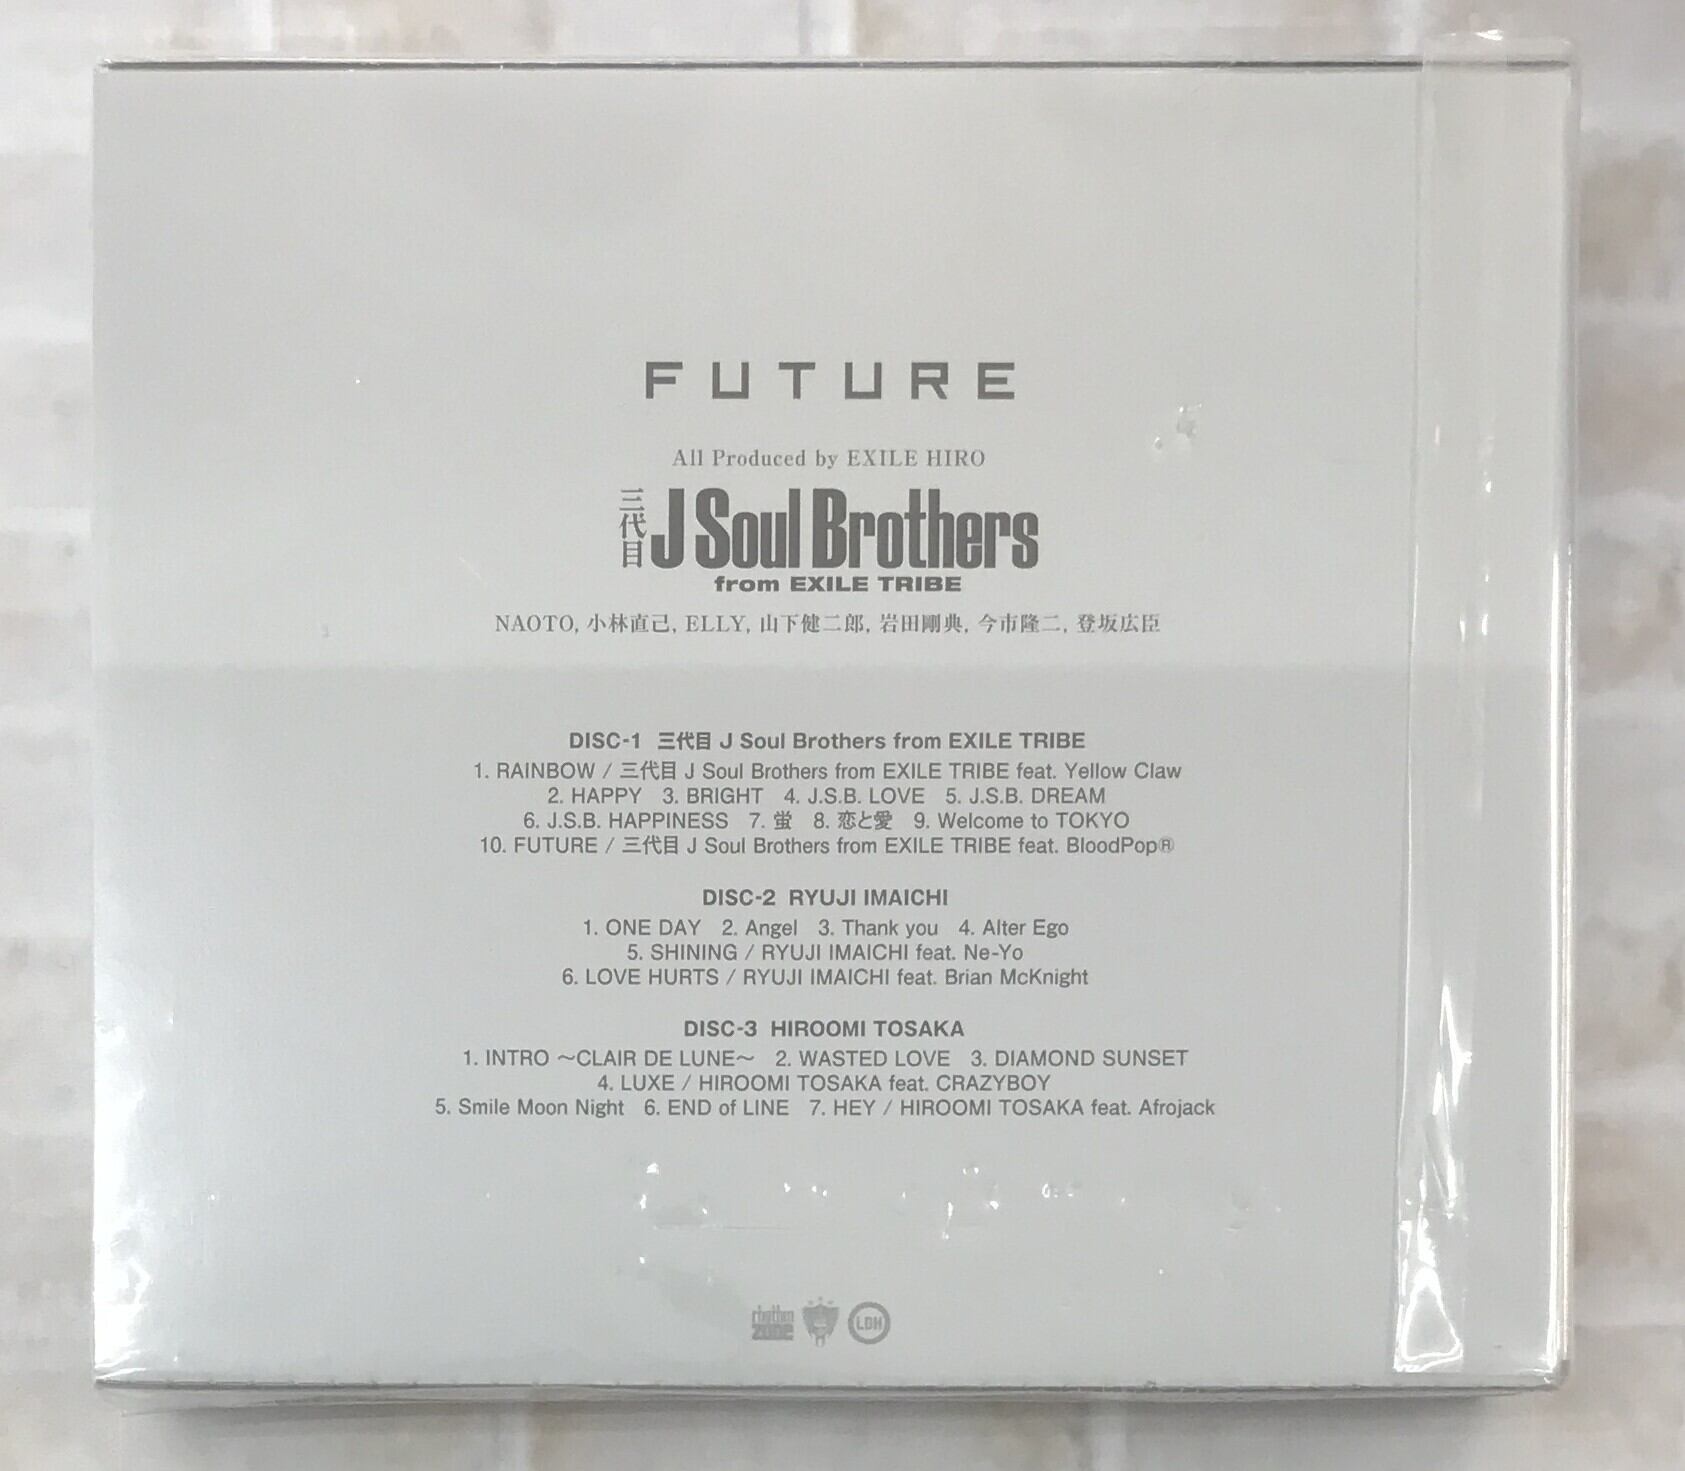 FUTURE
All Produced by EXILE HIRO
三代目 J Soul Brothers
from EXILE TRIBE
NAOTO, 小林直己, ELLY, 山下健二郎, 岩田剛典, 今市隆二, 登坂広臣
DISC-1 三代目 J Soul Brothers from EXILE TRIBE
1. RAINBOW / 三代目 J Soul Brothers from EXILE TRIBE feat. Yellow Claw
2. HAPPY 3. BRIGHT 4. J.S.B. LOVE 5. J.S.B. DREAM
6. J.S.B. HAPPINESS 7. 蛍 8. 恋と愛 9. Welcome to TOKYO
10. FUTURE / 三代目 J Soul Brothers from EXILE TRIBE feat. BloodPop®
DISC-2 RYUJI IMAICHI
1. ONE DAY 2. Angel 3. Thank you 4. Alter Ego
5. SHINING / RYUJI IMAICHI feat. Ne-Yo
6. LOVE HURTS / RYUJI IMAICHI feat. Brian McKnight
DISC-3 HIROOMI TOSAKA
1. INTRO ～CLAIR DE LUNE～ 2. WASTED LOVE 3. DIAMOND SUNSET
4. LUXE / HIROOMI TOSAKA feat. CRAZYBOY
5. Smile Moon Night 6. END of LINE 7. HEY / HIROOMI TOSAKA feat. Afrojack
rhythm zone LDH